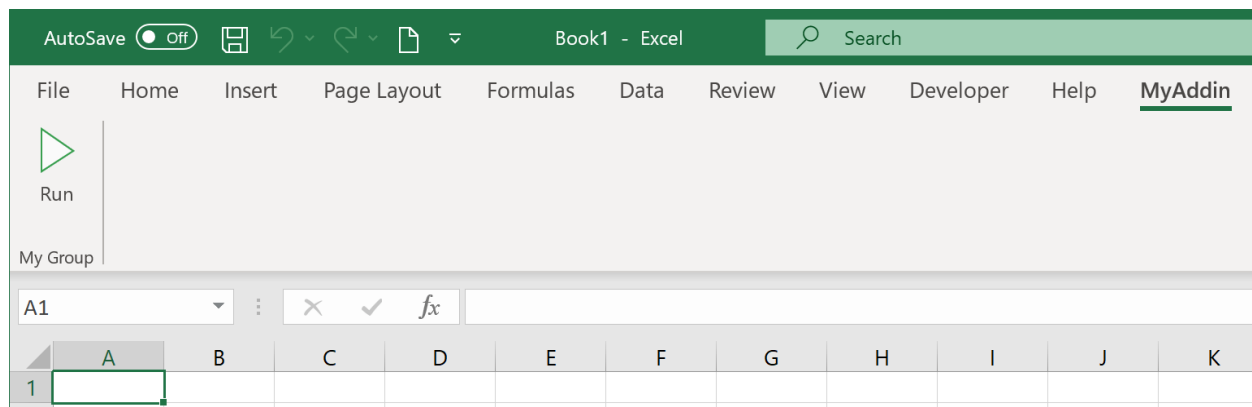 AutoSave Off Book1 - Excel Search
File Home Insert Page Layout Formulas Data Review View Developer Help MyAddin
Run
My Group
A1 fx
A B C D E F G H I J K
1